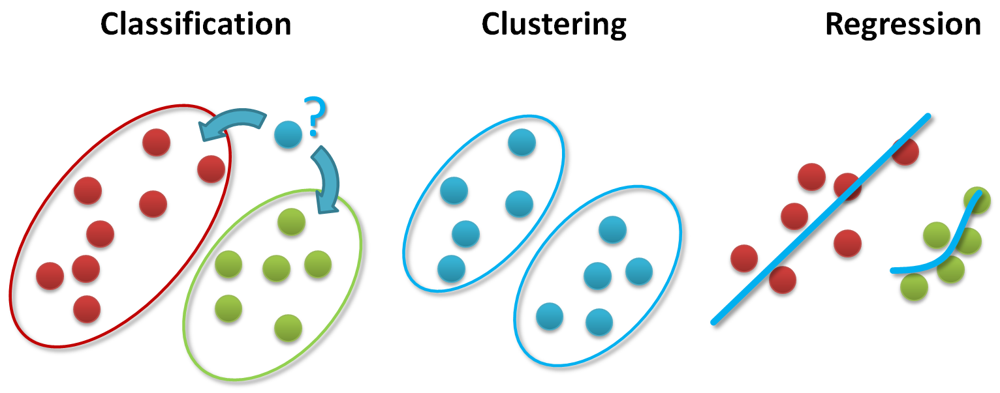 Classification
Clustering
Regression
?